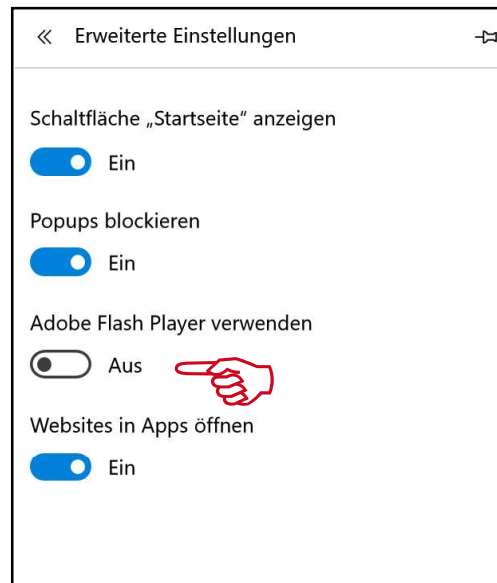 « Erweiterte Einstellungen
Schaltfläche „Startseite“ anzeigen
Ein
Popups blockieren
Ein
Adobe Flash Player verwenden
Aus
Websites in Apps öffnen
Ein